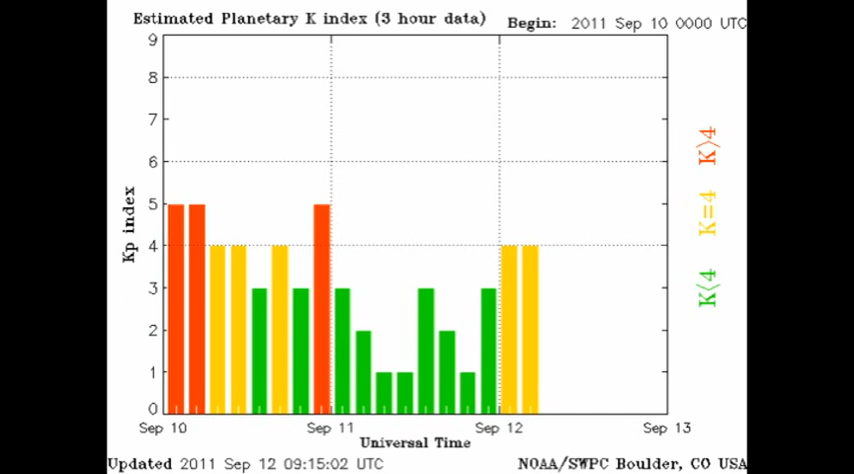 Estimated Planetary K index (3 hour data)
Begin: 2011 Sep 10 0000 UTC
9
8
7
6
5
4
3
2
1
0
Kp index
K>4
K=4
K<4
Sep 10
Sep 11
Sep 12
Sep 13
Universal Time
Updated 2011 Sep 12 09:15:02 UTC
NOAA/SWPC Boulder, CO USA